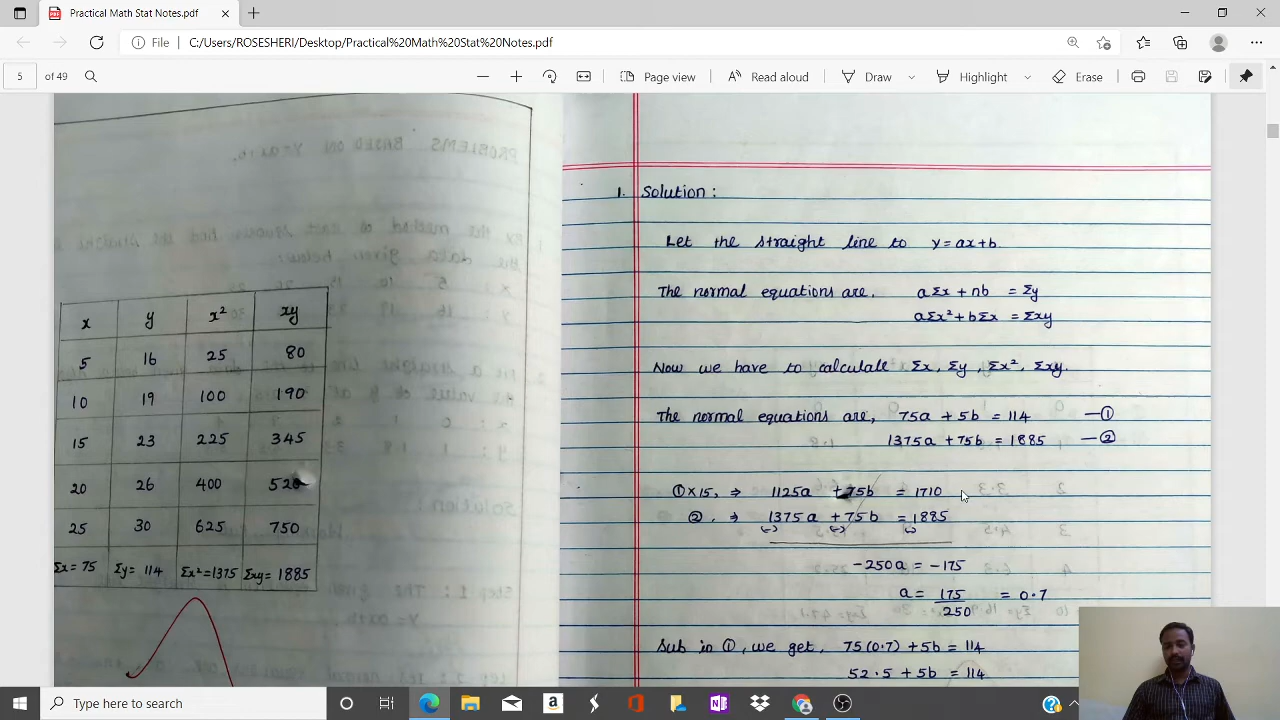 Practical Math Stat Notes.pdf
File
C:/Users/ROSESHERI/Desktop/Practical%20Math%20Stat%20Notes.pdf
5 of 49
Page view
Read aloud
Draw
Highlight
Erase
PROBLEMS BASED ON Y=ax+b.
x y x² xy
5 16 25 80
10 19 100 190
15 23 225 345
20 26 400 520
25 30 625 750
Σx = 75 Σy = 114 Σx²=1375 Σxy = 1885
1. Solution:
Let the straight line to y=ax+b
The normal equations are. aΣx + nb = Σy
aΣx²+bΣx = Σxy
Now we have to calculate Σx, Σy, Σx², Σxy.
The normal equations are, 75a + 5b = 114 —①
1375a + 75b = 1885 —②
①×15, ⇒ 1125a + 75b = 1710
②. ⇒ 1375a + 75b = 1885
(-) (-) (-)
-250a = -175
a = 175/250 = 0.7
Sub in ①, we get, 75(0.7) + 5b = 114
52.5 + 5b = 114
Type here to search